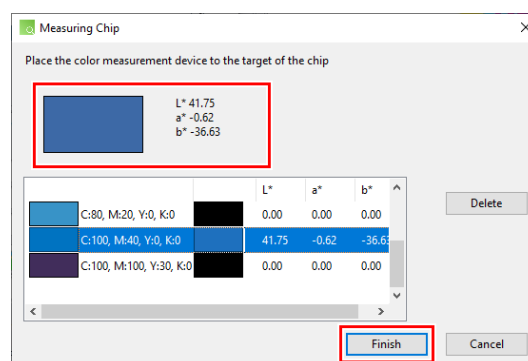 Measuring Chip
Place the color measurement device to the target of the chip
L* 41.75
a* -0.62
b* -36.63
L* a* b*
C:80, M:20, Y:0, K:0 0.00 0.00 0.00
Delete
C:100, M:40, Y:0, K:0 41.75 -0.62 -36.63
C:100, M:100, Y:30, K:0 0.00 0.00 0.00
Finish Cancel